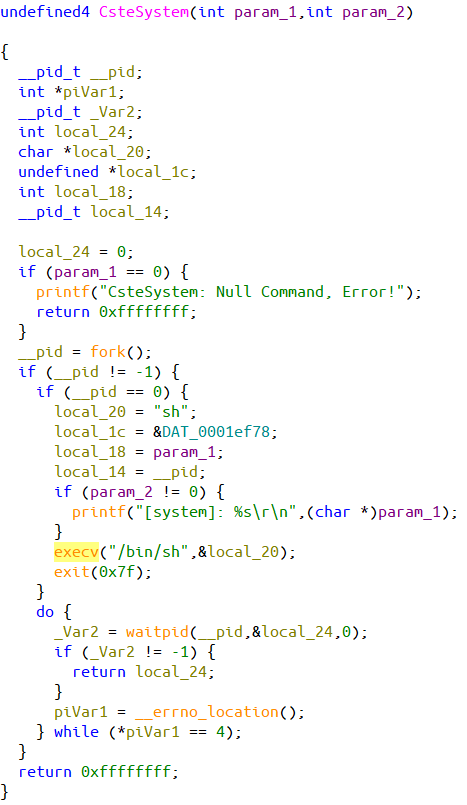 undefined4 CsteSystem(int param_1,int param_2)
{
__pid_t __pid;
int *piVar1;
__pid_t _Var2;
int local_24;
char *local_20;
undefined *local_1c;
int local_18;
__pid_t local_14;
local_24 = 0;
if (param_1 == 0) {
printf("CsteSystem: Null Command, Error!");
return 0xffffffff;
}
__pid = fork();
if (__pid != -1) {
if (__pid == 0) {
local_20 = "sh";
local_1c = &DAT_0001ef78;
local_18 = param_1;
local_14 = __pid;
if (param_2 != 0) {
printf("[system]: %s\r\n",(char *)param_1);
}
execv("/bin/sh",&local_20);
exit(0x7f);
}
do {
_Var2 = waitpid(__pid,&local_24,0);
if (_Var2 != -1) {
return local_24;
}
piVar1 = __errno_location();
} while (*piVar1 == 4);
}
return 0xffffffff;
}